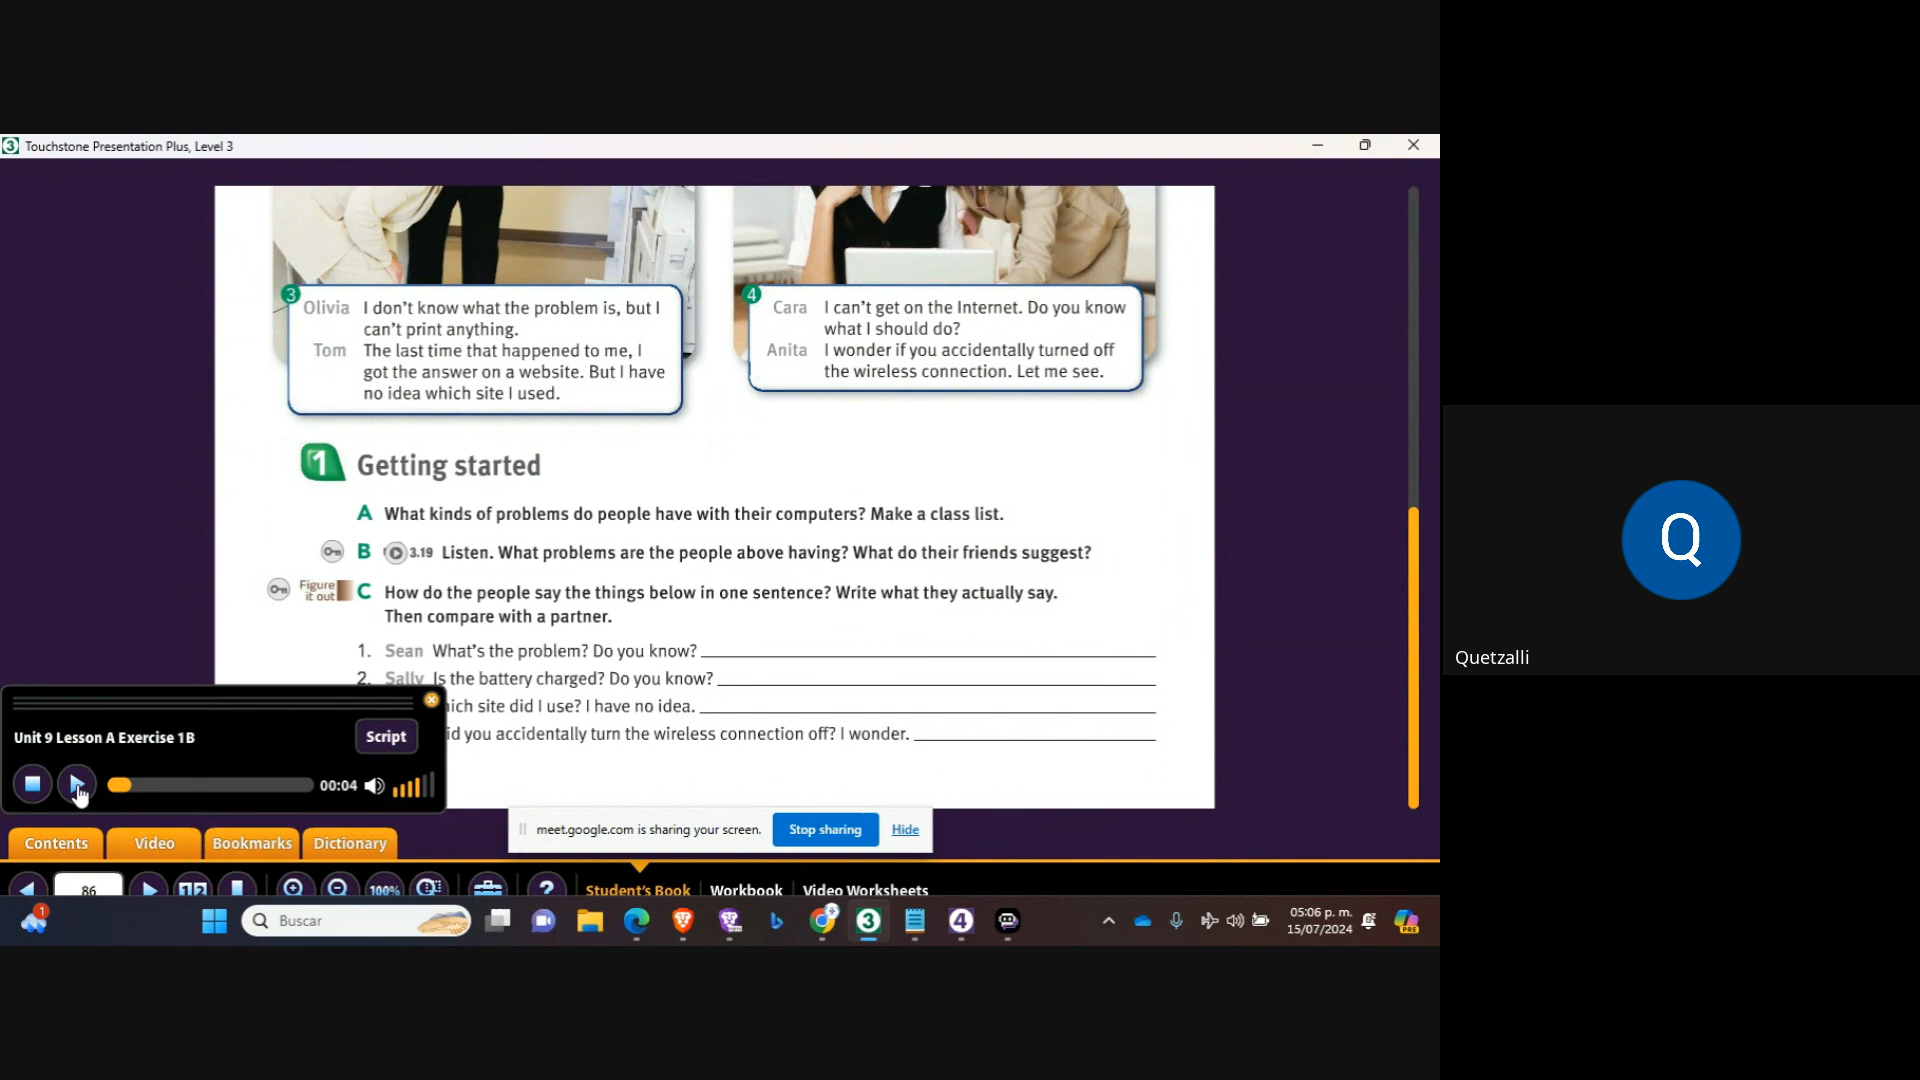 Touchstone Presentation Plus, Level 3
3
Olivia I don't know what the problem is, but I
can't print anything.
Tom The last time that happened to me, I
got the answer on a website. But I have
no idea which site I used.
4
Cara I can't get on the Internet. Do you know
what I should do?
Anita I wonder if you accidentally turned off
the wireless connection. Let me see.
1 Getting started
A What kinds of problems do people have with their computers? Make a class list.
B 3.19 Listen. What problems are the people above having? What do their friends suggest?
Figure it out C How do the people say the things below in one sentence? Write what they actually say.
Then compare with a partner.
1. Sean What's the problem? Do you know?
2. Sally Is the battery charged? Do you know?
hich site did I use? I have no idea.
id you accidentally turn the wireless connection off? I wonder.
Unit 9 Lesson A Exercise 1B
Script
00:04
meet.google.com is sharing your screen.
Stop sharing
Hide
Contents
Video
Bookmarks
Dictionary
86
12
100%
?
Student's Book
Workbook
Video Worksheets
1
Buscar
3
4
05:06 p. m.
15/07/2024
PRE
Q
Quetzalli